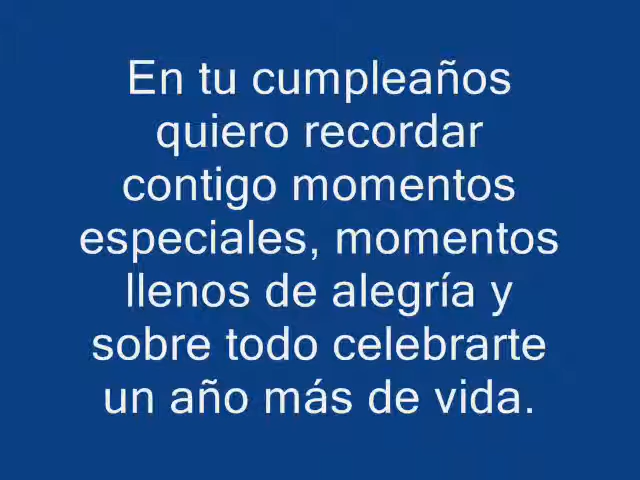 En tu cumpleaños
quiero recordar
contigo momentos
especiales, momentos
llenos de alegría y
sobre todo celebrarte
un año más de vida.